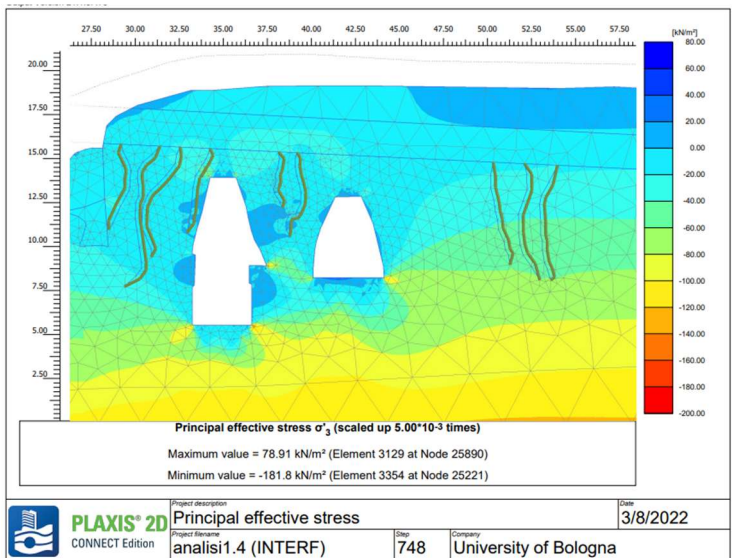 27.50 30.00 32.50 35.00 37.50 40.00 42.50 45.00 47.50 50.00 52.50 55.00 57.50
[kN/m²]
80.00
60.00
40.00
20.00
0.00
-20.00
-40.00
-60.00
-80.00
-100.00
-120.00
-140.00
-160.00
-180.00
-200.00
20.00
17.50
15.00
12.50
10.00
7.50
5.00
2.50
Principal effective stress σ'₃ (scaled up 5.00*10⁻³ times)
Maximum value = 78.91 kN/m² (Element 3129 at Node 25890)
Minimum value = -181.8 kN/m² (Element 3354 at Node 25221)
PLAXIS® 2D
CONNECT Edition
Project description
Principal effective stress
Date
3/8/2022
Project filename
analisi1.4 (INTERF)
Step
748
Company
University of Bologna